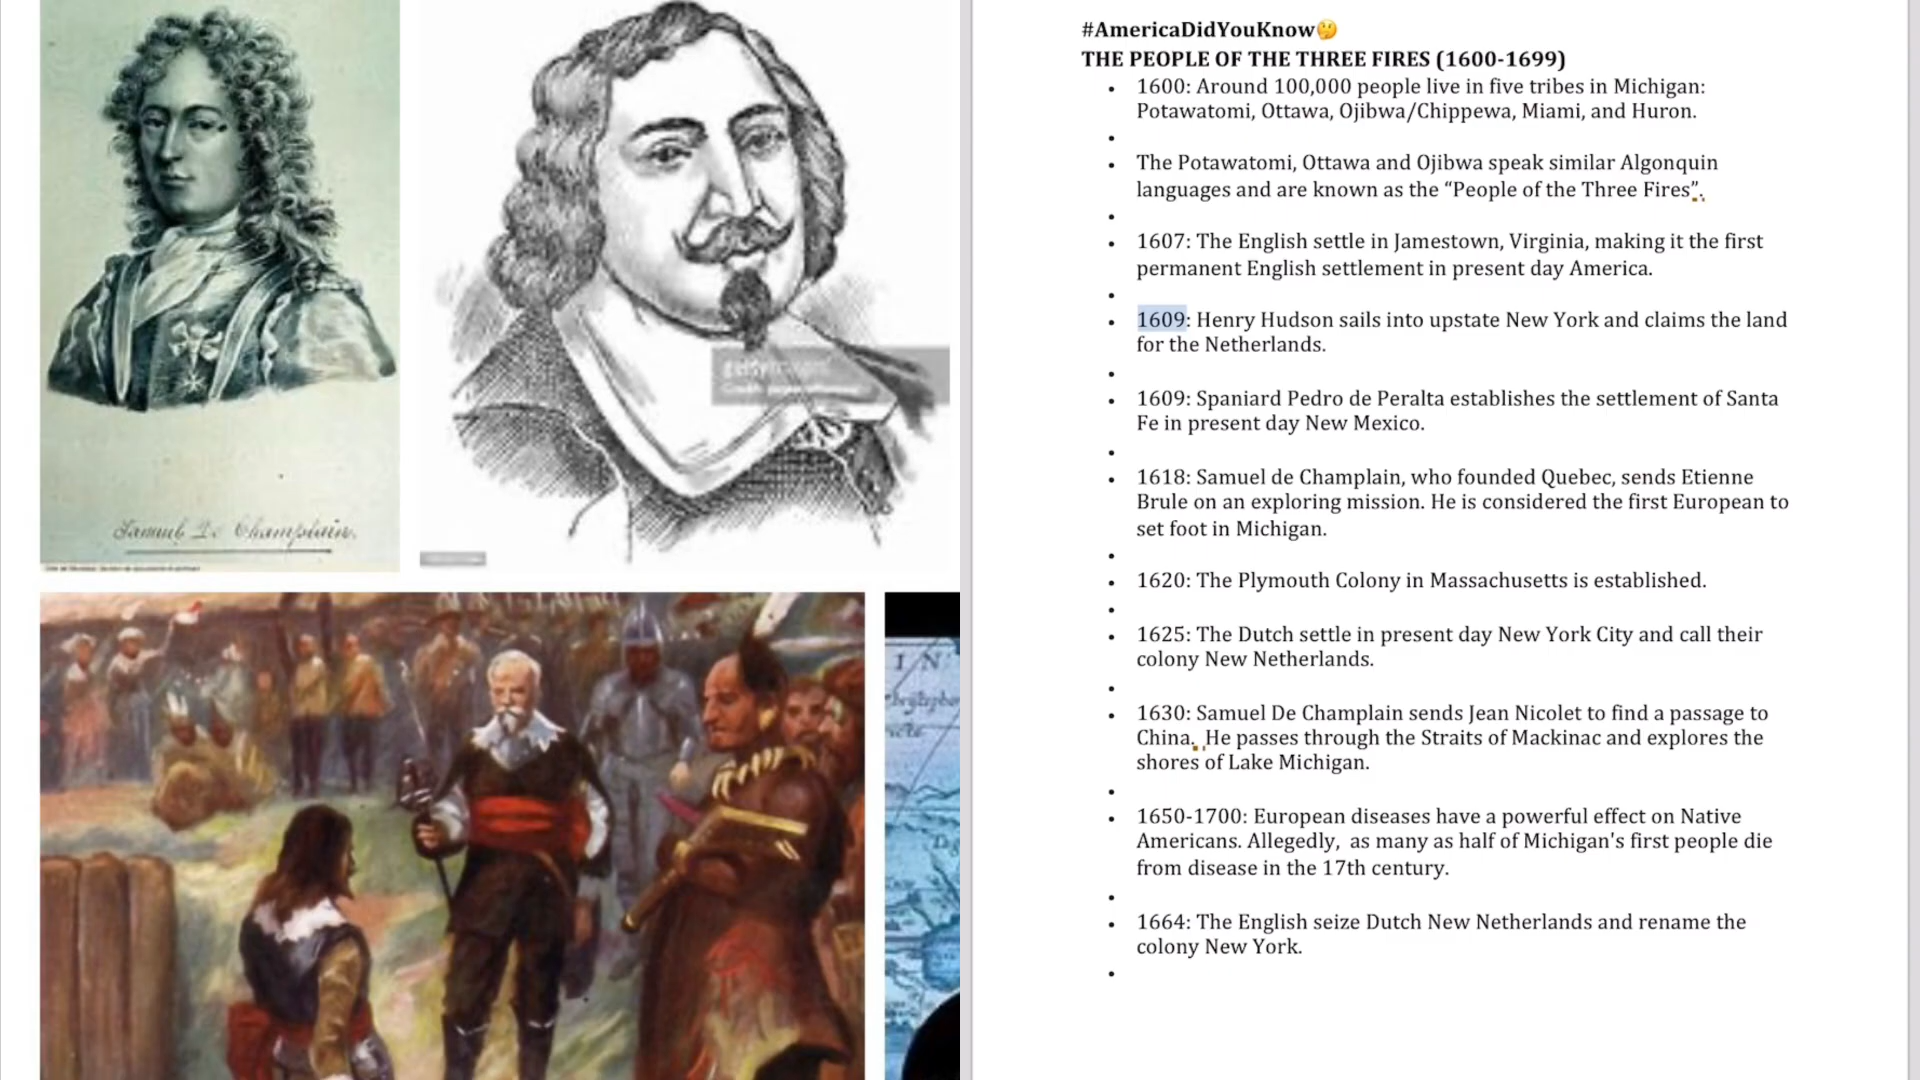 Samuel De Champlain.
gettyimages
I N
#AmericaDidYouKnow🤔
THE PEOPLE OF THE THREE FIRES (1600-1699)
• 1600: Around 100,000 people live in five tribes in Michigan:
Potawatomi, Ottawa, Ojibwa/Chippewa, Miami, and Huron.
•
• The Potawatomi, Ottawa and Ojibwa speak similar Algonquin
languages and are known as the “People of the Three Fires”.
•
• 1607: The English settle in Jamestown, Virginia, making it the first
permanent English settlement in present day America.
•
• 1609: Henry Hudson sails into upstate New York and claims the land
for the Netherlands.
•
• 1609: Spaniard Pedro de Peralta establishes the settlement of Santa
Fe in present day New Mexico.
•
• 1618: Samuel de Champlain, who founded Quebec, sends Etienne
Brule on an exploring mission. He is considered the first European to
set foot in Michigan.
•
• 1620: The Plymouth Colony in Massachusetts is established.
•
• 1625: The Dutch settle in present day New York City and call their
colony New Netherlands.
•
• 1630: Samuel De Champlain sends Jean Nicolet to find a passage to
China.  He passes through the Straits of Mackinac and explores the
shores of Lake Michigan.
•
• 1650-1700: European diseases have a powerful effect on Native
Americans. Allegedly,  as many as half of Michigan's first people die
from disease in the 17th century.
•
• 1664: The English seize Dutch New Netherlands and rename the
colony New York.
•